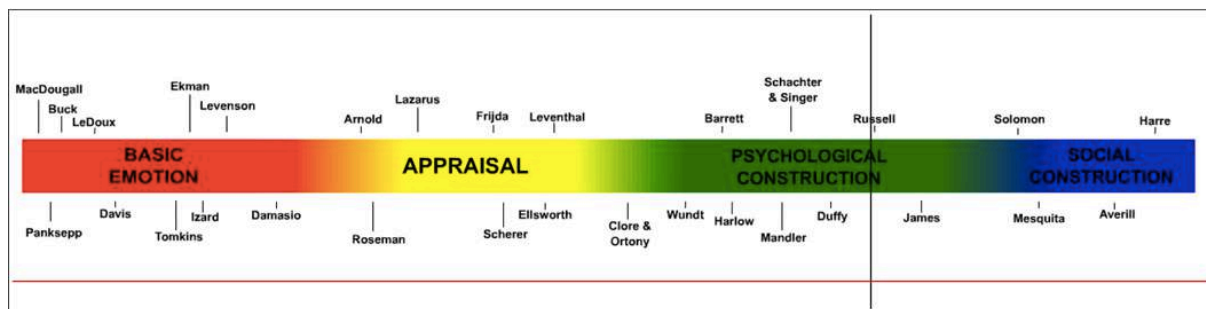 MacDougall
Buck
LeDoux
Ekman
Levenson
Arnold
Lazarus
Frijda
Leventhal
Barrett
Schachter
& Singer
Russell
Solomon
Harre
BASIC
EMOTION
APPRAISAL
PSYCHOLOGICAL
CONSTRUCTION
SOCIAL
CONSTRUCTION
Panksepp
Davis
Tomkins
Izard
Damasio
Roseman
Scherer
Ellsworth
Clore &
Ortony
Wundt
Harlow
Mandler
Duffy
James
Mesquita
Averill